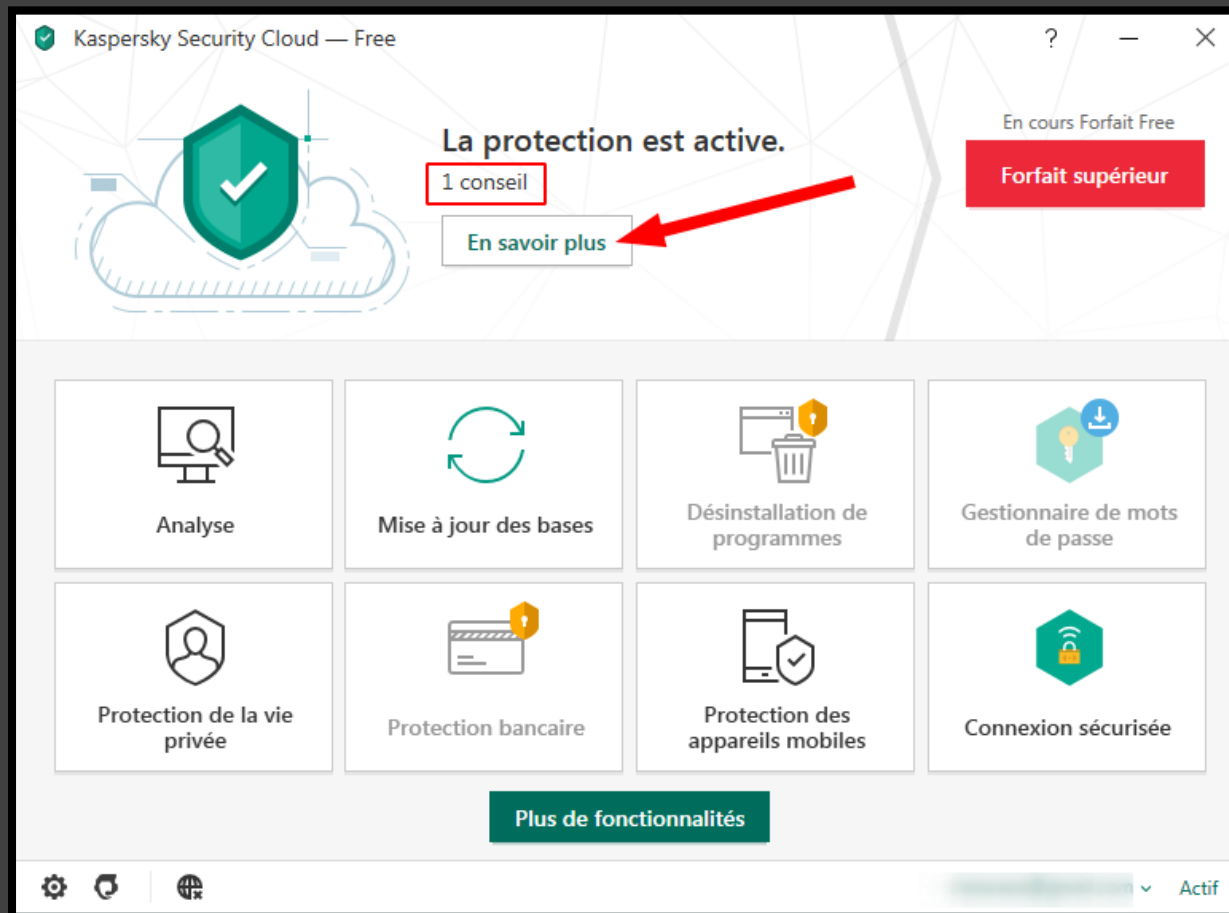 Kaspersky Security Cloud — Free
?
La protection est active.
1 conseil
En savoir plus
En cours Forfait Free
Forfait supérieur
Analyse
Mise à jour des bases
Désinstallation de
programmes
Gestionnaire de mots
de passe
Protection de la vie
privée
Protection bancaire
Protection des
appareils mobiles
Connexion sécurisée
Plus de fonctionnalités
Actif